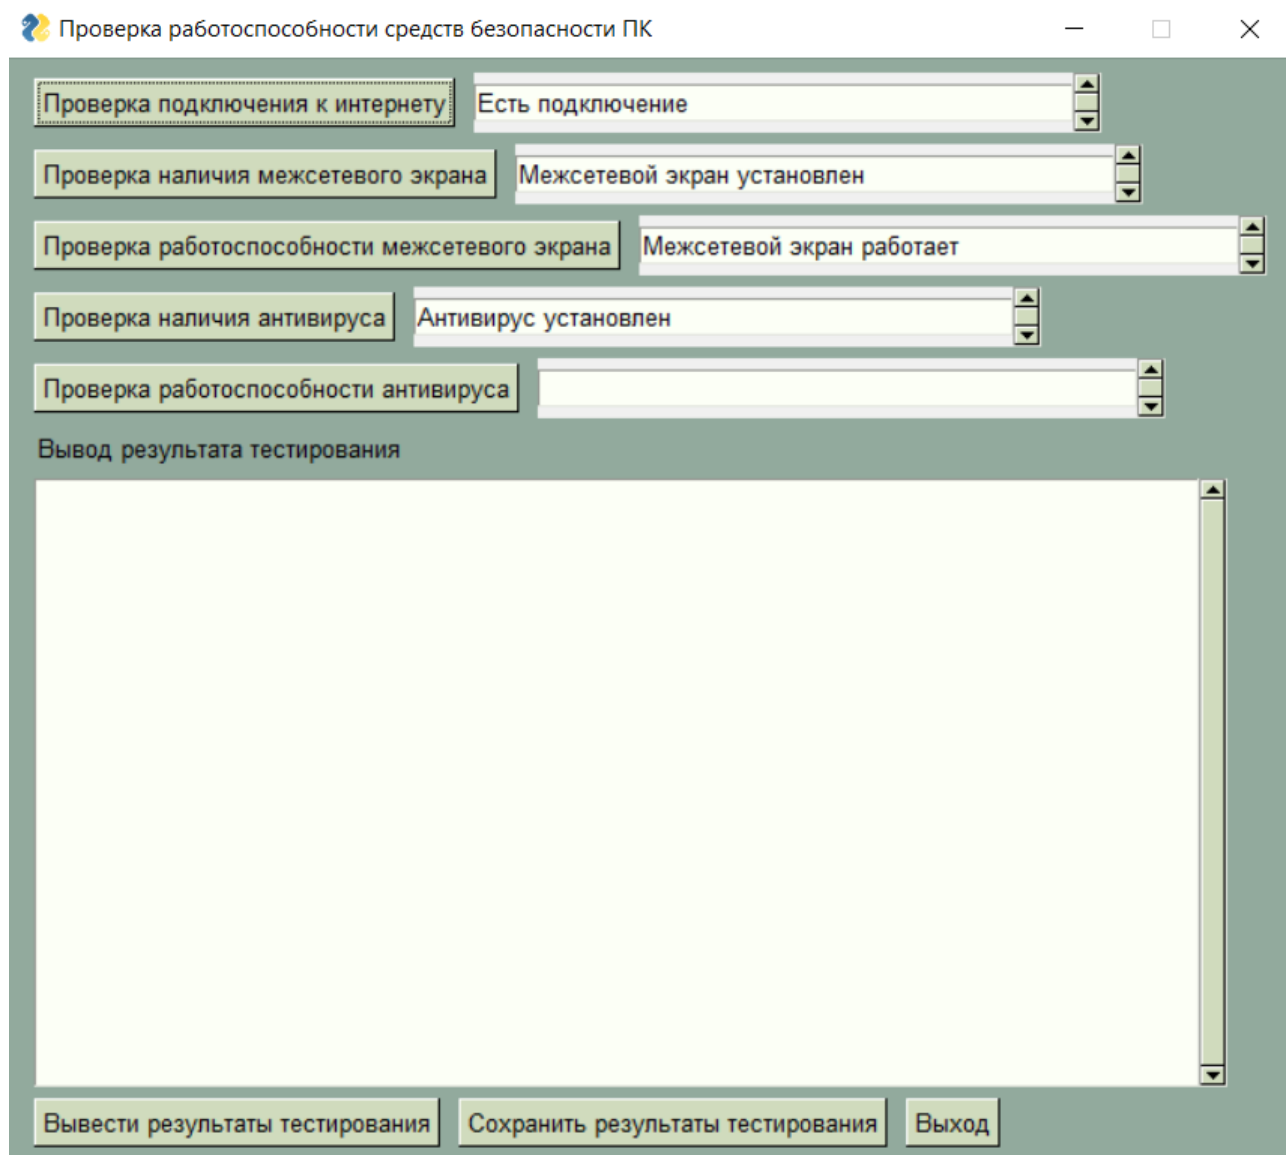 Проверка работоспособности средств безопасности ПК
Проверка подключения к интернету Есть подключение
Проверка наличия межсетевого экрана Межсетевой экран установлен
Проверка работоспособности межсетевого экрана Межсетевой экран работает
Проверка наличия антивируса Антивирус установлен
Проверка работоспособности антивируса
Вывод результата тестирования
Вывести результаты тестирования Сохранить результаты тестирования Выход